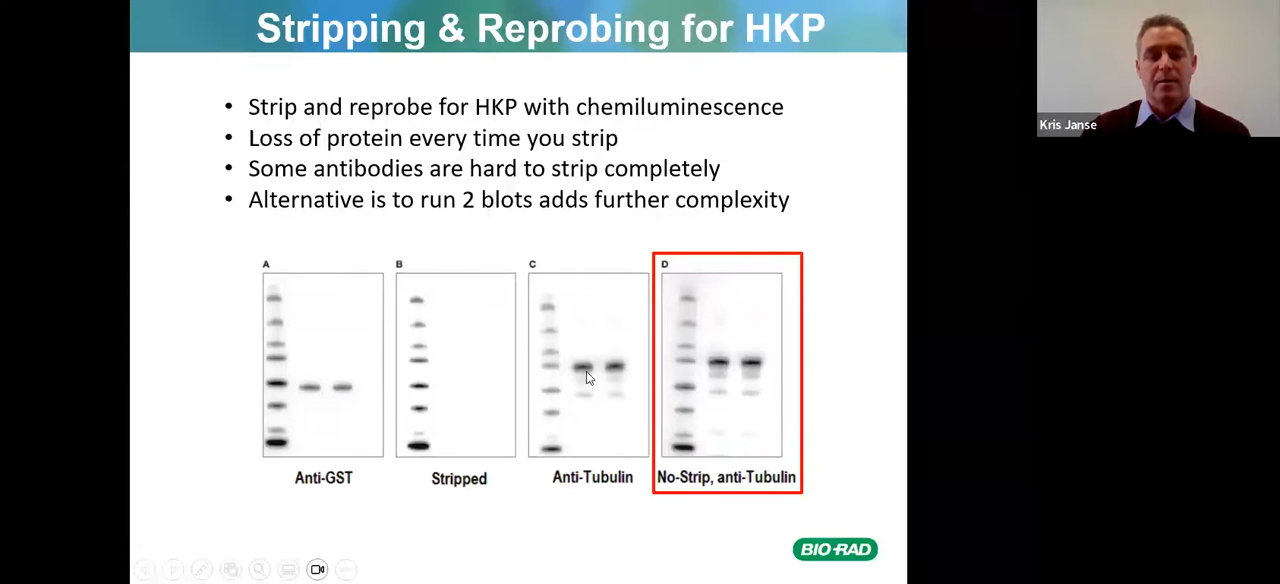 Stripping & Reprobing for HKP
Kris Janse
• Strip and reprobe for HKP with chemiluminescence
• Loss of protein every time you strip
• Some antibodies are hard to strip completely
• Alternative is to run 2 blots adds further complexity
A
B
C
D
Anti-GST
Stripped
Anti-Tubulin
No-Strip, anti-Tubulin
BIO-RAD